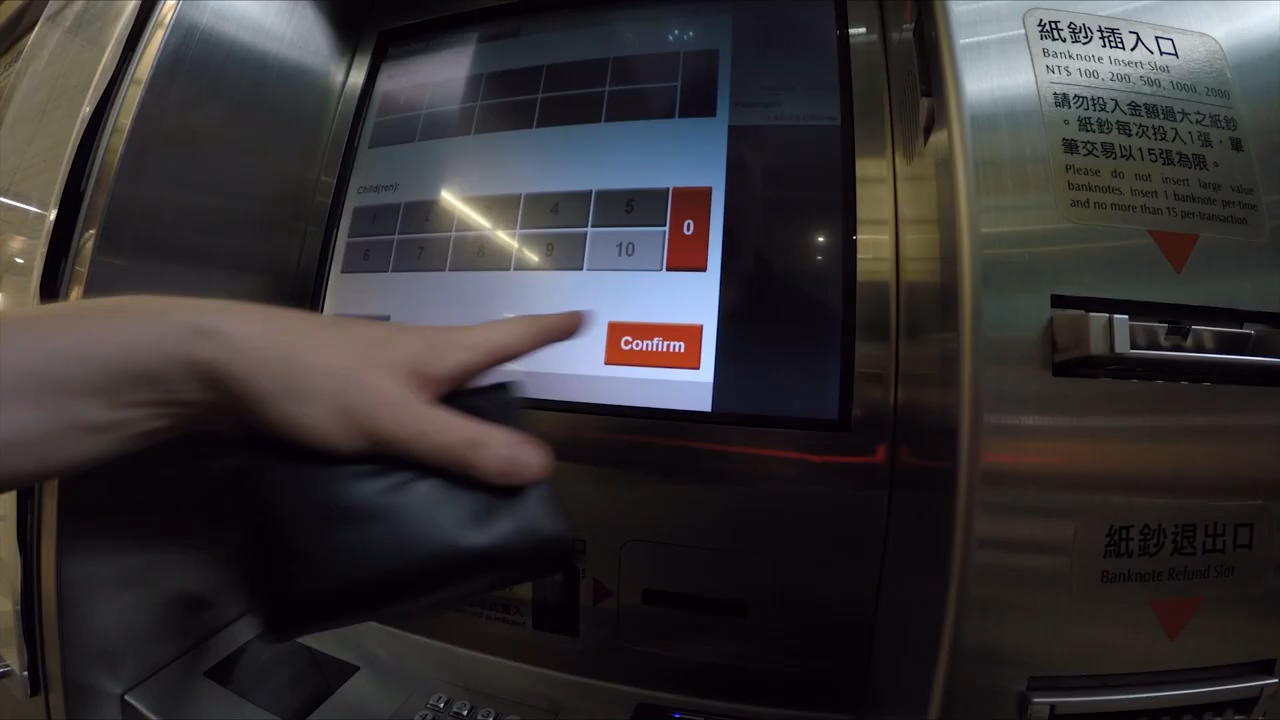 Child(ren):
1 2 4 5
0
6 7 8 9 10
Confirm
紙鈔插入口
Banknote Insert Slot
NT$ 100, 200, 500, 1000, 2000
請勿投入金額過大之紙鈔
。紙鈔每次投入1張，單
筆交易以15張為限。
Please do not insert large value
banknotes. Insert 1 banknote per-time
and no more than 15 per-transaction
紙鈔退出口
Banknote Refund Slot
1 2 3